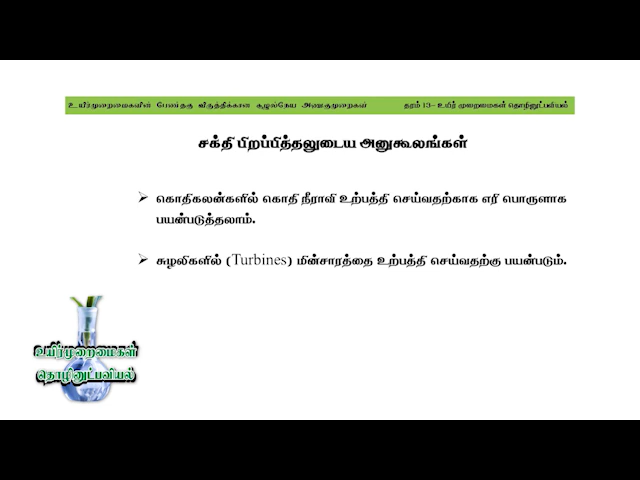 உயிர்முறைமைகளின் பேண்தகு விருத்திக்கான சூழல்நேய அணுகுமுறைகள் தரம் 13– உயிர் முறைமைகள் தொழினுட்பவியல்
சக்தி பிறப்பித்தலுடைய அனுகூலங்கள்
➢ கொதிகலன்களில் கொதி நீராவி உற்பத்தி செய்வதற்காக எரி பொருளாக
பயன்படுத்தலாம்.
➢ சுழலிகளில் (Turbines) மின்சாரத்தை உற்பத்தி செய்வதற்கு பயன்படும்.
உயிர்முறைமைகள்
தொழினுட்பவியல்